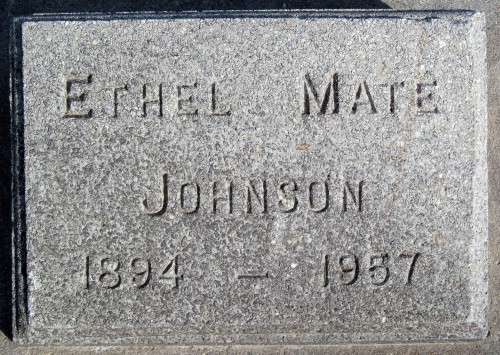 ETHEL MATE
JOHNSON
1894 – 1957